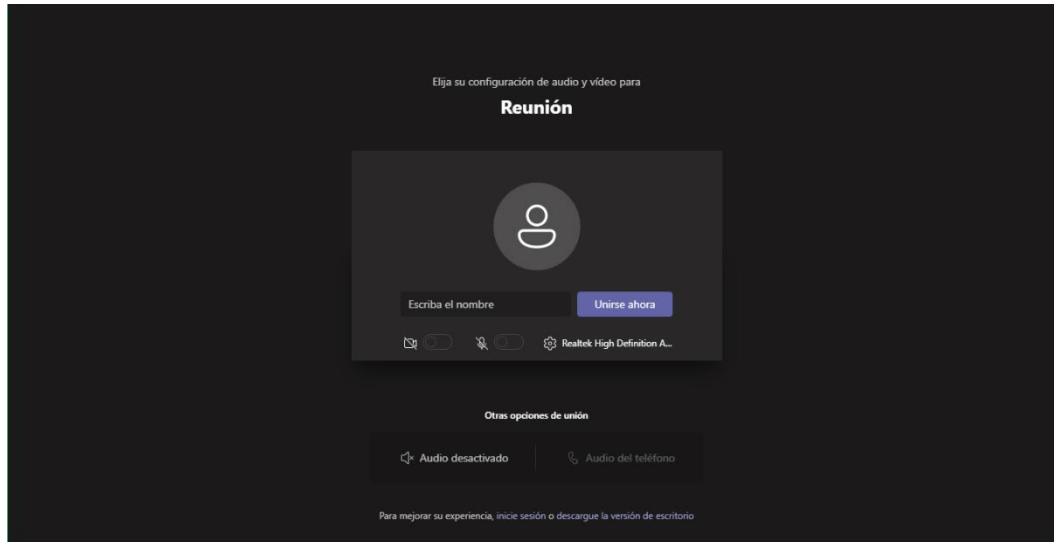 Elija su configuración de audio y vídeo para
Reunión
Escriba el nombre
Unirse ahora
Realtek High Definition A...
Otras opciones de unión
Audio desactivado
Audio del teléfono
Para mejorar su experiencia, inicie sesión o descargue la versión de escritorio